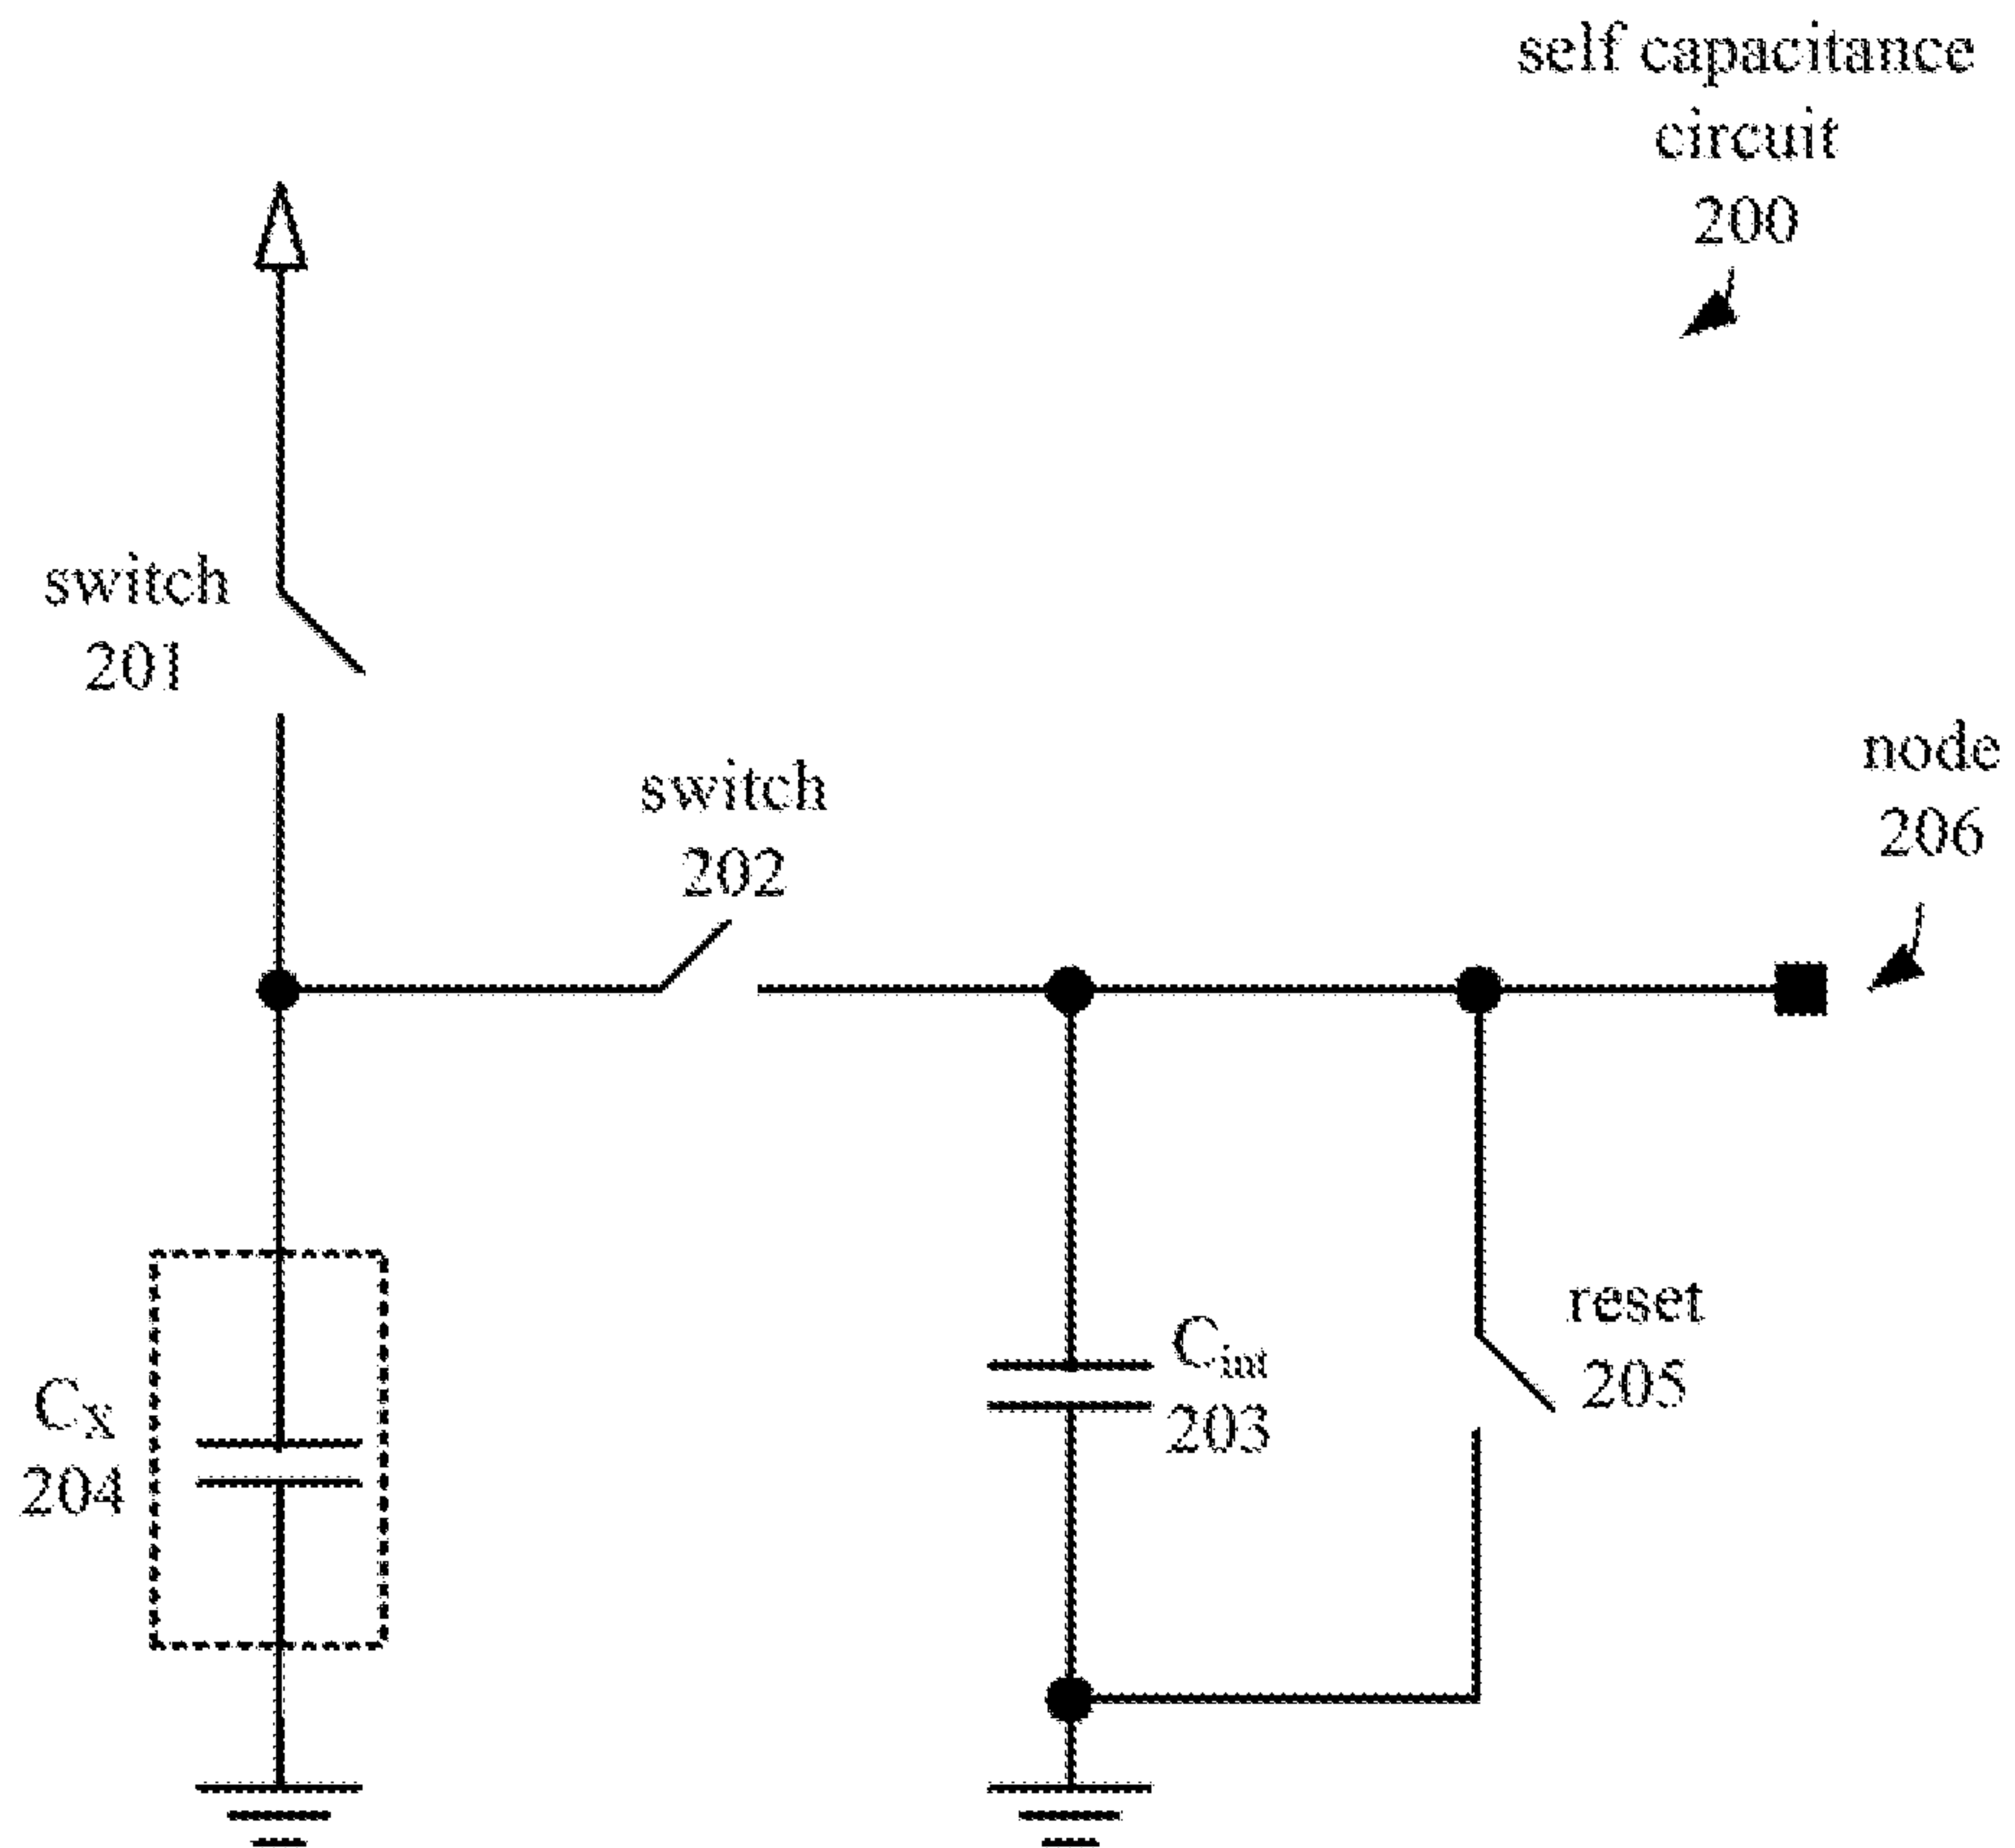 self capacitance
circuit
200
switch
201
switch
202
node
206
reset
205
Cint
203
CX
204